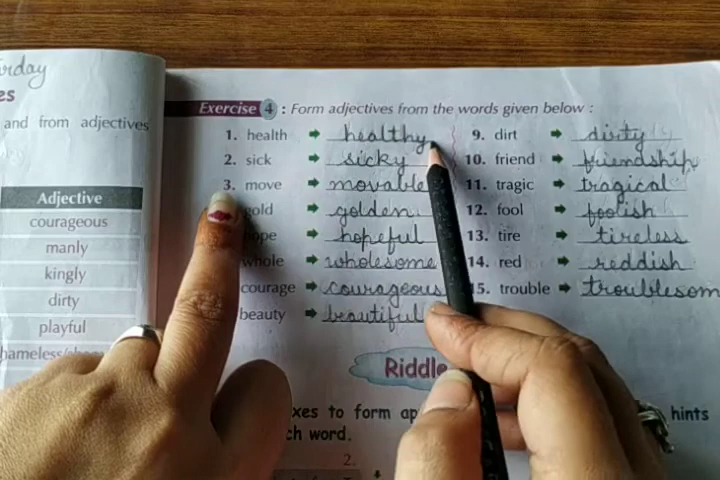 rday
es
and from adjectives
Adjective
courageous
manly
kingly
dirty
playful
Exercise 4 : Form adjectives from the words given below :
1. health healthy
2. sick sicky
3. move movable
gold golden
hope hopeful
whole wholesome
courage courageous
beauty beautiful
9. dirt dirty
10. friend friendship
11. tragic tragical
12. fool foolish
13. tire tireless
14. red reddish
15. trouble troublesom
Riddle
xes to form ap hints
ch word.
2.